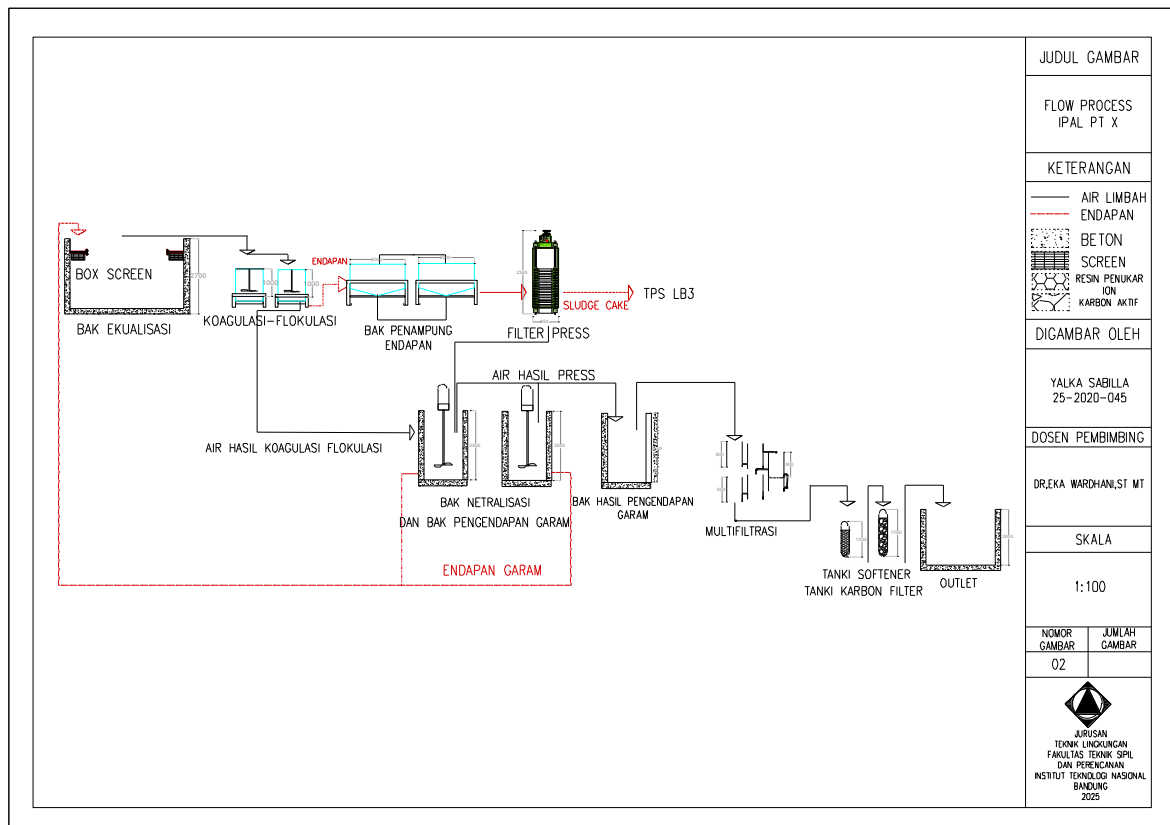 BOX SCREEN
2700
BAK EKUALISASI
1000
1000
KOAGULASI-FLOKULASI
ENDAPAN
BAK PENAMPUNG
ENDAPAN
FILTER PRESS
SLUDGE CAKE
TPS LB3
AIR HASIL PRESS
AIR HASIL KOAGULASI FLOKULASI
BAK NETRALISASI
DAN BAK PENGENDAPAN GARAM
BAK HASIL PENGENDAPAN
GARAM
MULTIFILTRASI
TANKI SOFTENER
TANKI KARBON FILTER
OUTLET
ENDAPAN GARAM
JUDUL GAMBAR
FLOW PROCESS
IPAL PT X
KETERANGAN
AIR LIMBAH
ENDAPAN
BETON
SCREEN
RESIN PENUKAR
ION
KARBON AKTIF
DIGAMBAR OLEH
YALKA SABILLA
25-2020-045
DOSEN PEMBIMBING
DR,EKA WARDHANI,ST MT
SKALA
1:100
NOMOR
GAMBAR
JUMLAH
GAMBAR
02
JURUSAN
TEKNIK LINGKUNGAN
FAKULTAS TEKNIK SIPIL
DAN PERENCANAN
INSTITUT TEKNOLOGI NASIONAL
BANDUNG
2025